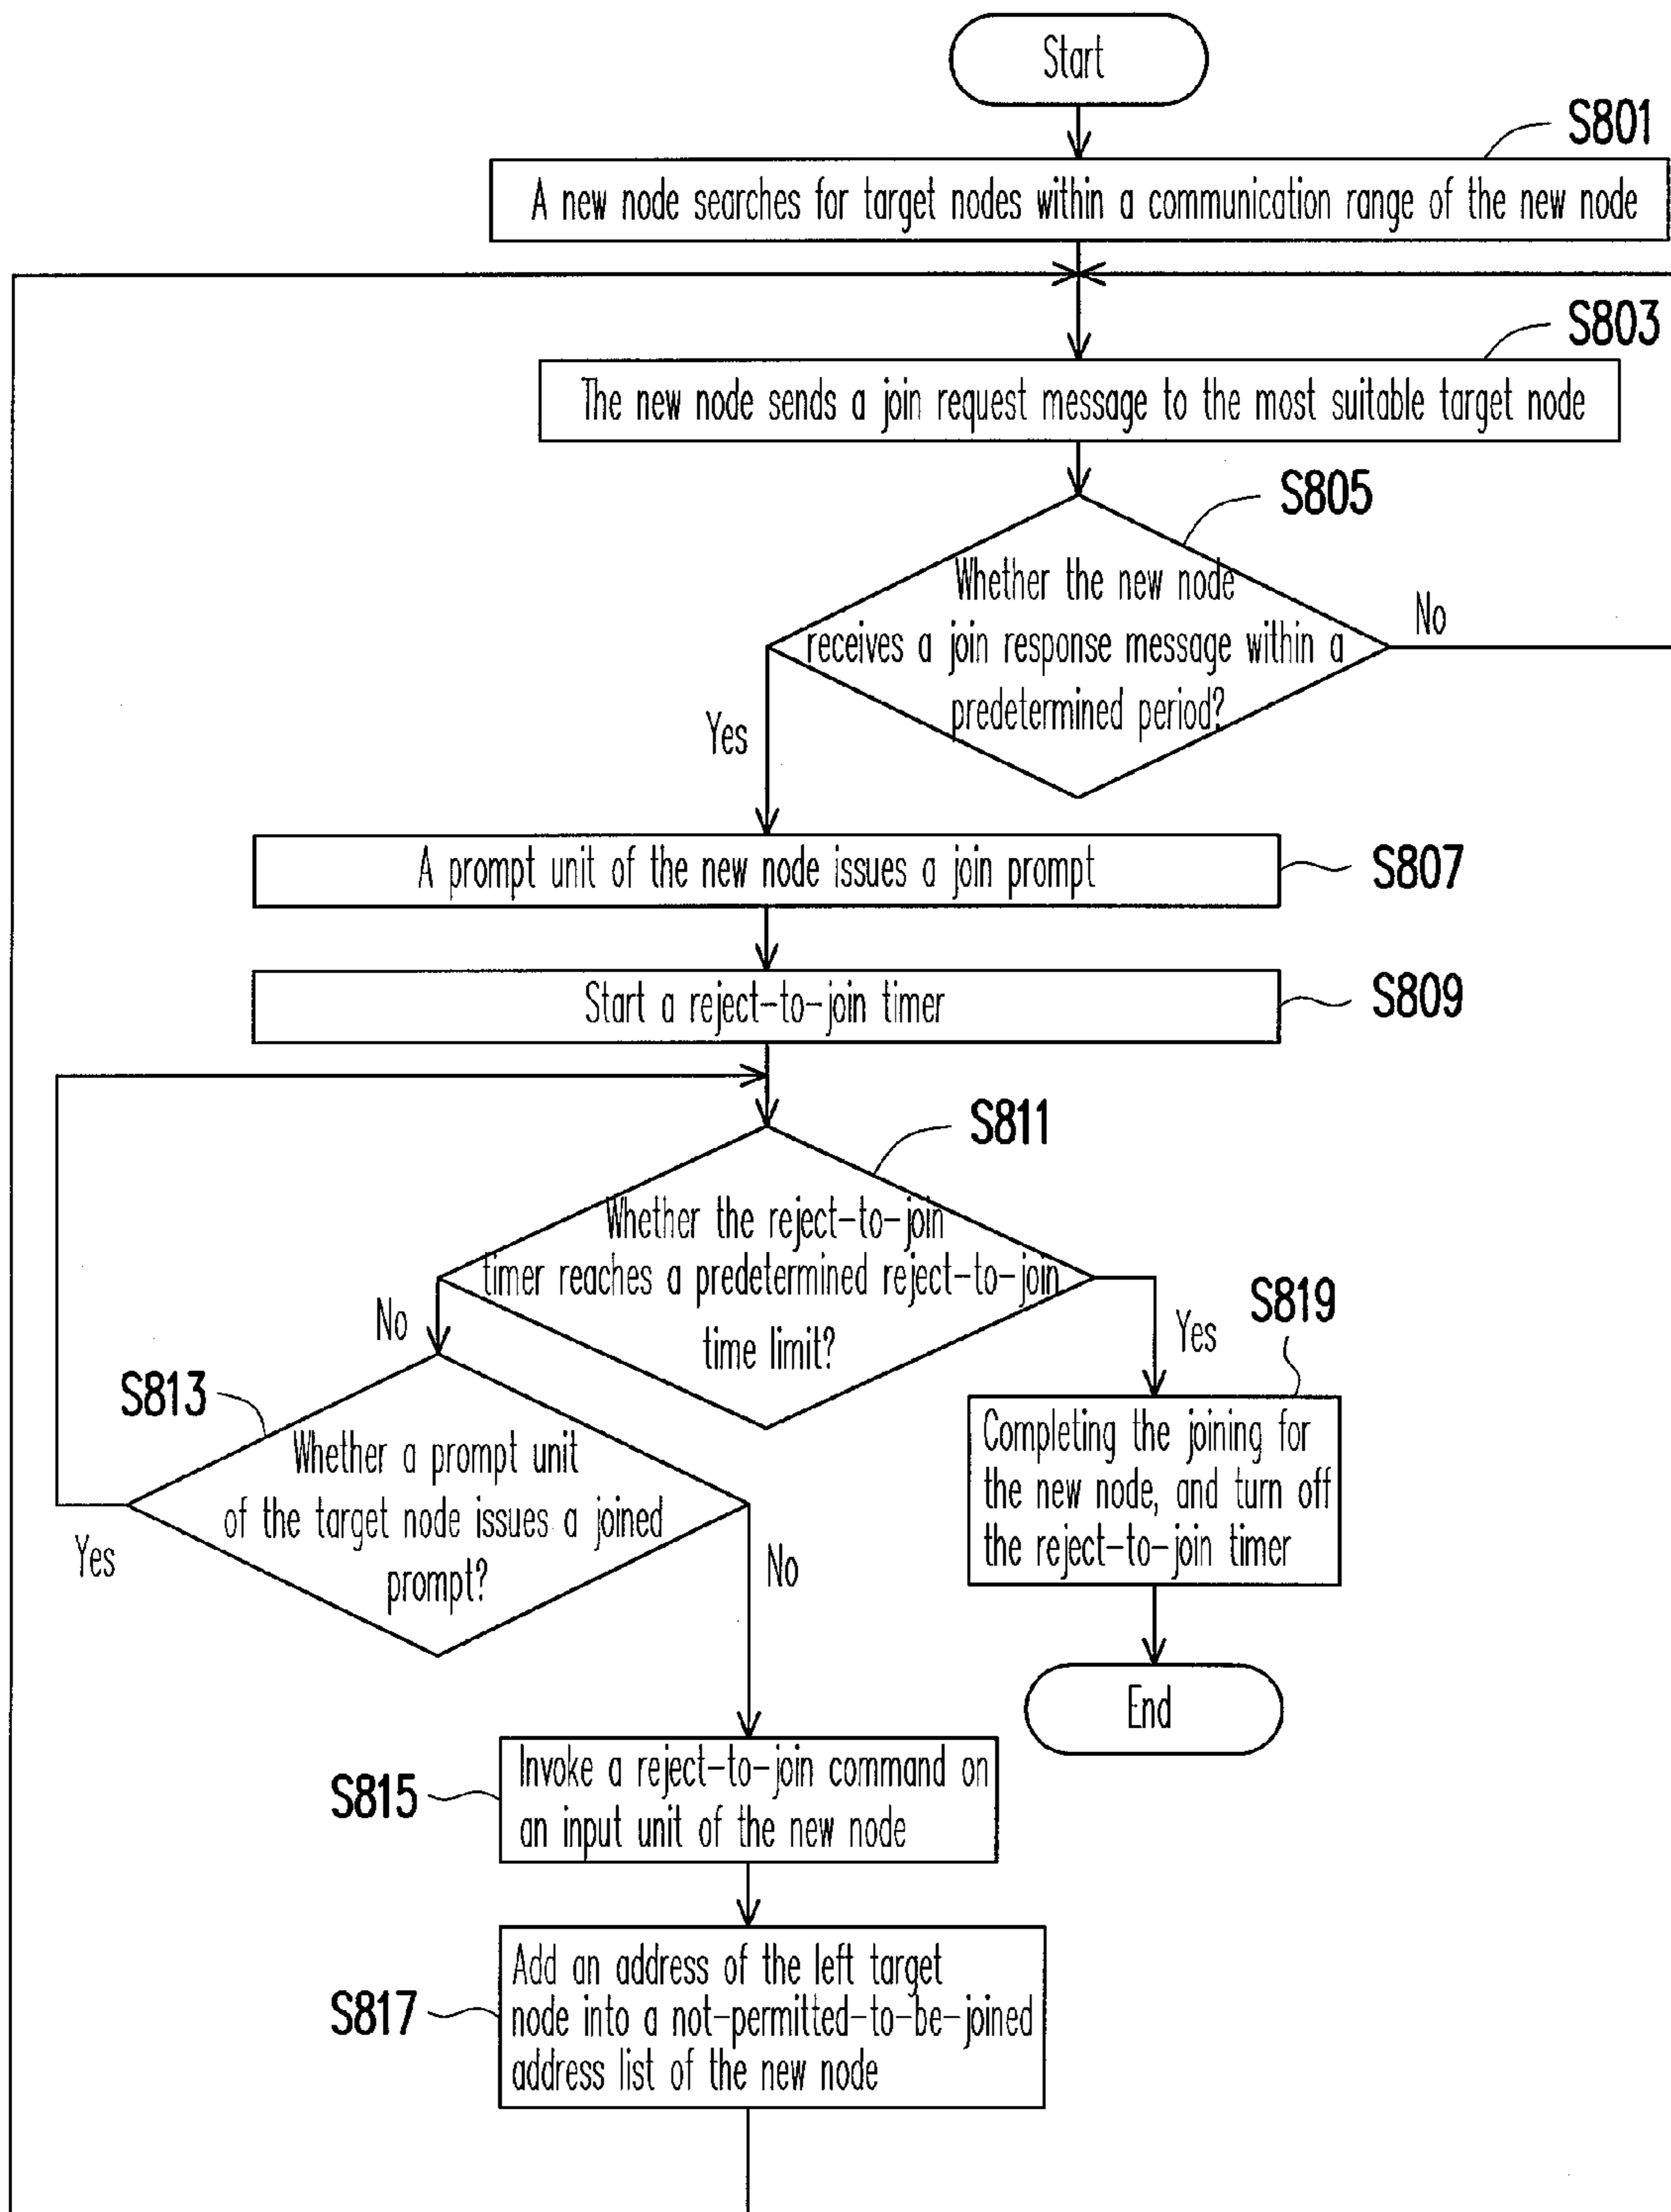 Start
S801
A new node searches for target nodes within a communication range of the new node
S803
The new node sends a join request message to the most suitable target node
S805
Whether the new node
receives a join response message within a
predetermined period?
No
Yes
A prompt unit of the new node issues a join prompt
S807
Start a reject-to-join timer
S809
S811
Whether the reject-to-join
timer reaches a predetermined reject-to-join
time limit?
No
Yes
S819
S813
Whether a prompt unit
of the target node issues a joined
prompt?
Yes
No
Completing the joining for
the new node, and turn off
the reject-to-join timer
End
S815
Invoke a reject-to-join command on
an input unit of the new node
S817
Add an address of the left target
node into a not-permitted-to-be-joined
address list of the new node